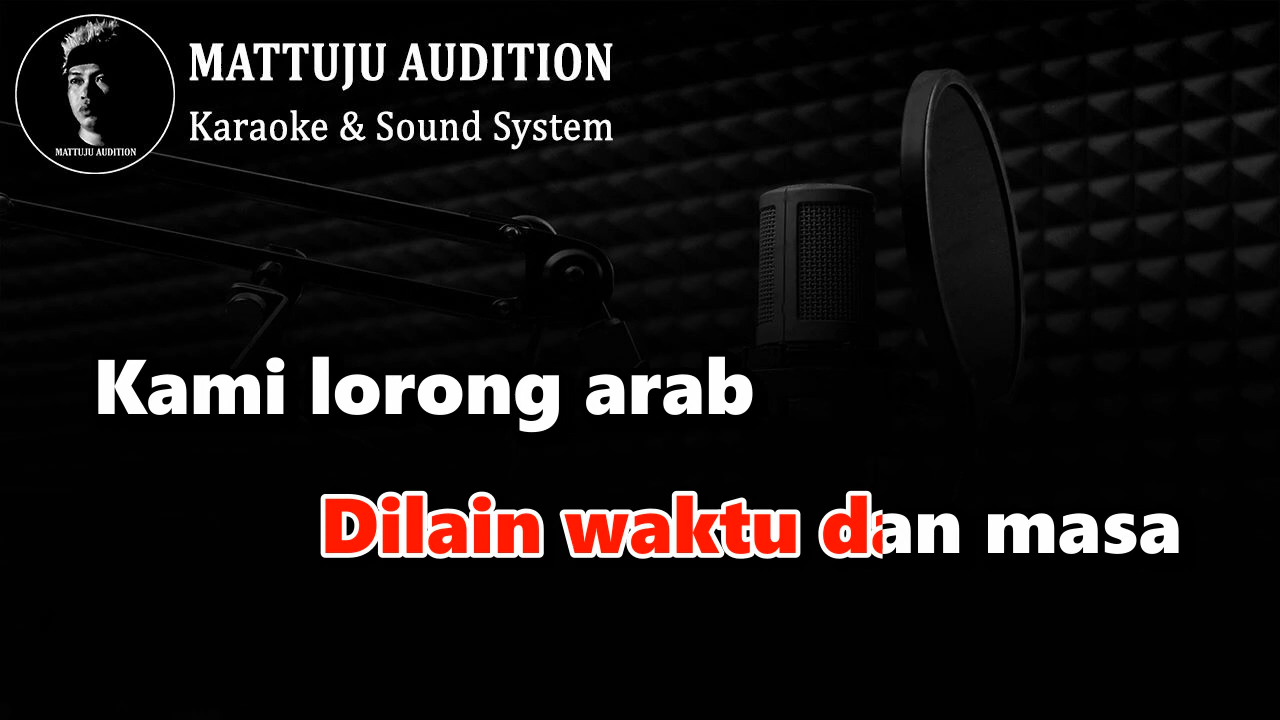 MATTUJU AUDITION
Karaoke & Sound System
MATTUJU AUDITION
Kami lorong arab
Dilain waktu dan masa